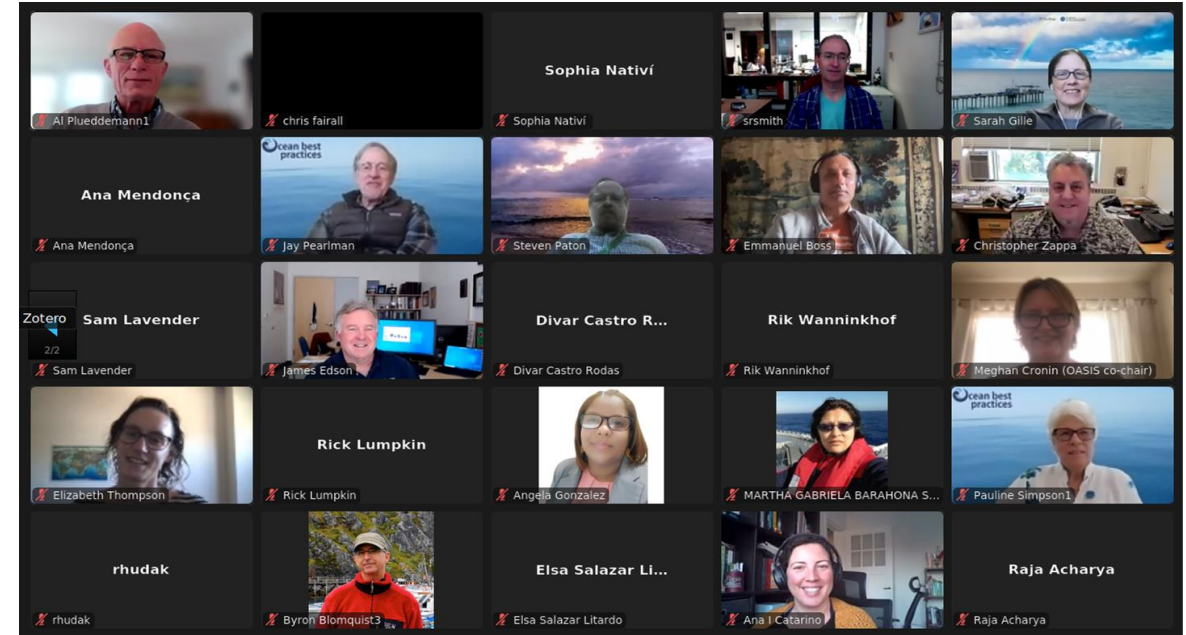 Al Plueddemann1
chris fairall
Sophia Nativí
Sophia Nativí
srsmith
Sarah Gille
Ana Mendonça
Ana Mendonça
Ocean best
practices
Jay Pearlman
Steven Paton
Emmanuel Boss
Christopher Zappa
Zotero
2/2
Sam Lavender
Sam Lavender
James Edson
Divar Castro R...
Divar Castro Rodas
Rik Wanninkhof
Rik Wanninkhof
Meghan Cronin (OASIS co-chair)
Elizabeth Thompson
Rick Lumpkin
Rick Lumpkin
Angela Gonzalez
MARTHA GABRIELA BARAHONA S...
Ocean best
practices
Pauline Simpson1
rhudak
rhudak
Byron Blomquist3
Elsa Salazar Li...
Elsa Salazar Litardo
Ana I Catarino
Raja Acharya
Raja Acharya